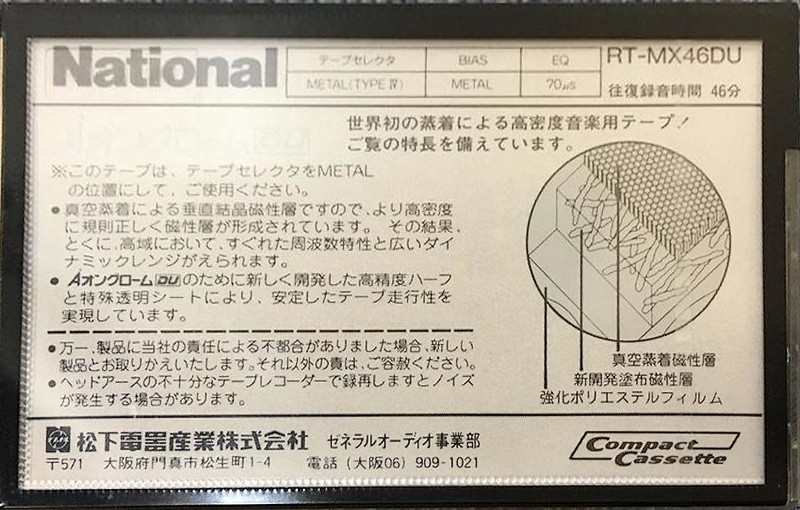 National
テープセレクタ BIAS EQ
METAL(TYPE Ⅳ) METAL 70μs
RT-MX46DU
往復録音時間 46分
世界初の蒸着による高密度音楽用テープ!
ご覧の特長を備えています。
※このテープは、テープセレクタをMETAL
の位置にして、ご使用ください。
●真空蒸着による垂直結晶磁性層ですので、より高密度
に規則正しく磁性層が形成されています。その結果、
とくに、高域において、すぐれた周波数特性と広いダイ
ナミックレンジがえられます。
●AオングロームDUのために新しく開発した高精度ハーフ
と特殊透明シートにより、安定したテープ走行性を
実現しています。
●万一、製品に当社の責任による不都合がありました場合、新しい
製品とお取りかえいたします。それ以外の責は、ご容赦ください。
●ヘッドアースの不十分なテープレコーダーで録再しますとノイズ
が発生する場合があります。
真空蒸着磁性層
新開発塗布磁性層
強化ポリエステルフィルム
松下電器産業株式会社 ゼネラルオーディオ事業部
〒571 大阪府門真市松生町1-4 電話(大阪06)909-1021
Compact
Cassette